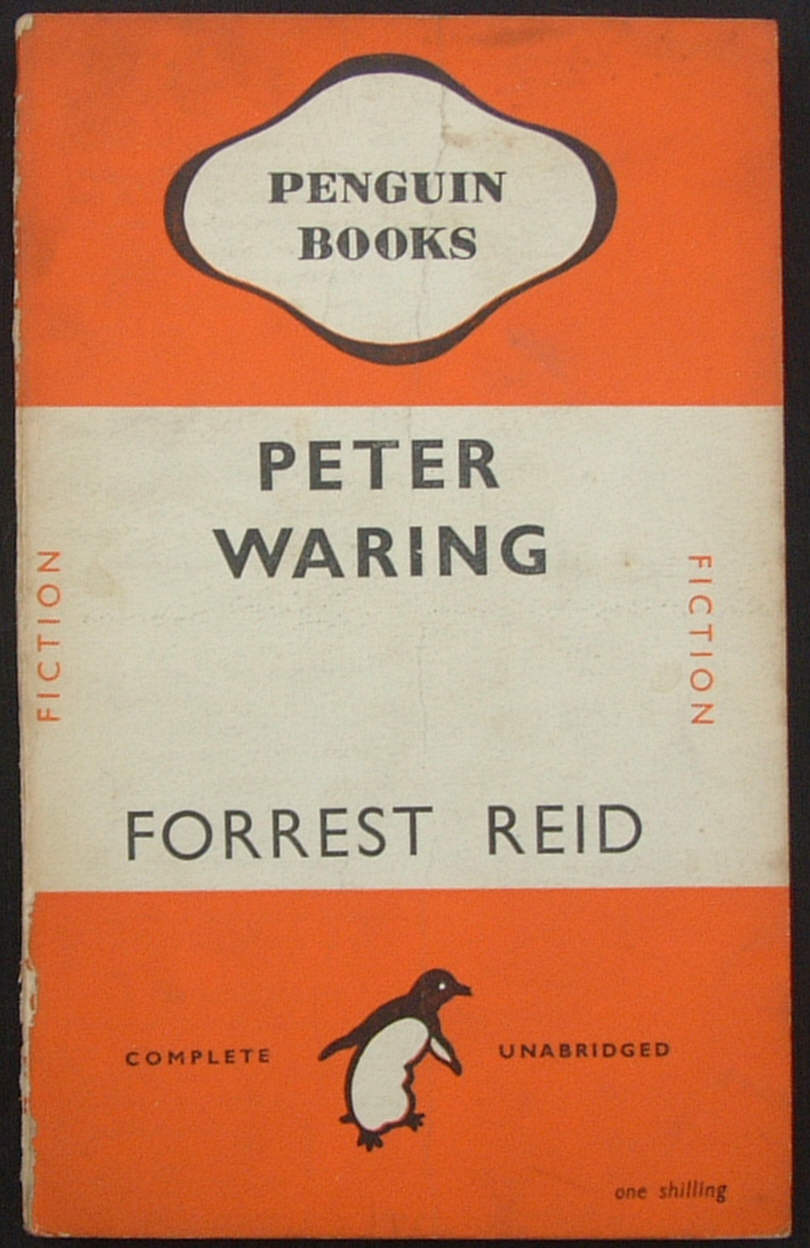 PENGUIN
BOOKS
PETER
WARING
FICTION
FICTION
FORREST REID
COMPLETE
UNABRIDGED
one shilling